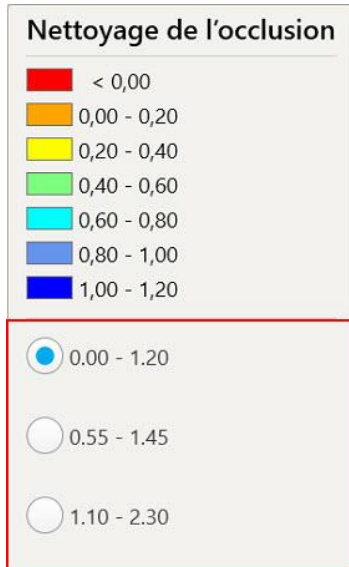 Nettoyage de l'occlusion
< 0,00
0,00 - 0,20
0,20 - 0,40
0,40 - 0,60
0,60 - 0,80
0,80 - 1,00
1,00 - 1,20
0.00 - 1.20
0.55 - 1.45
1.10 - 2.30